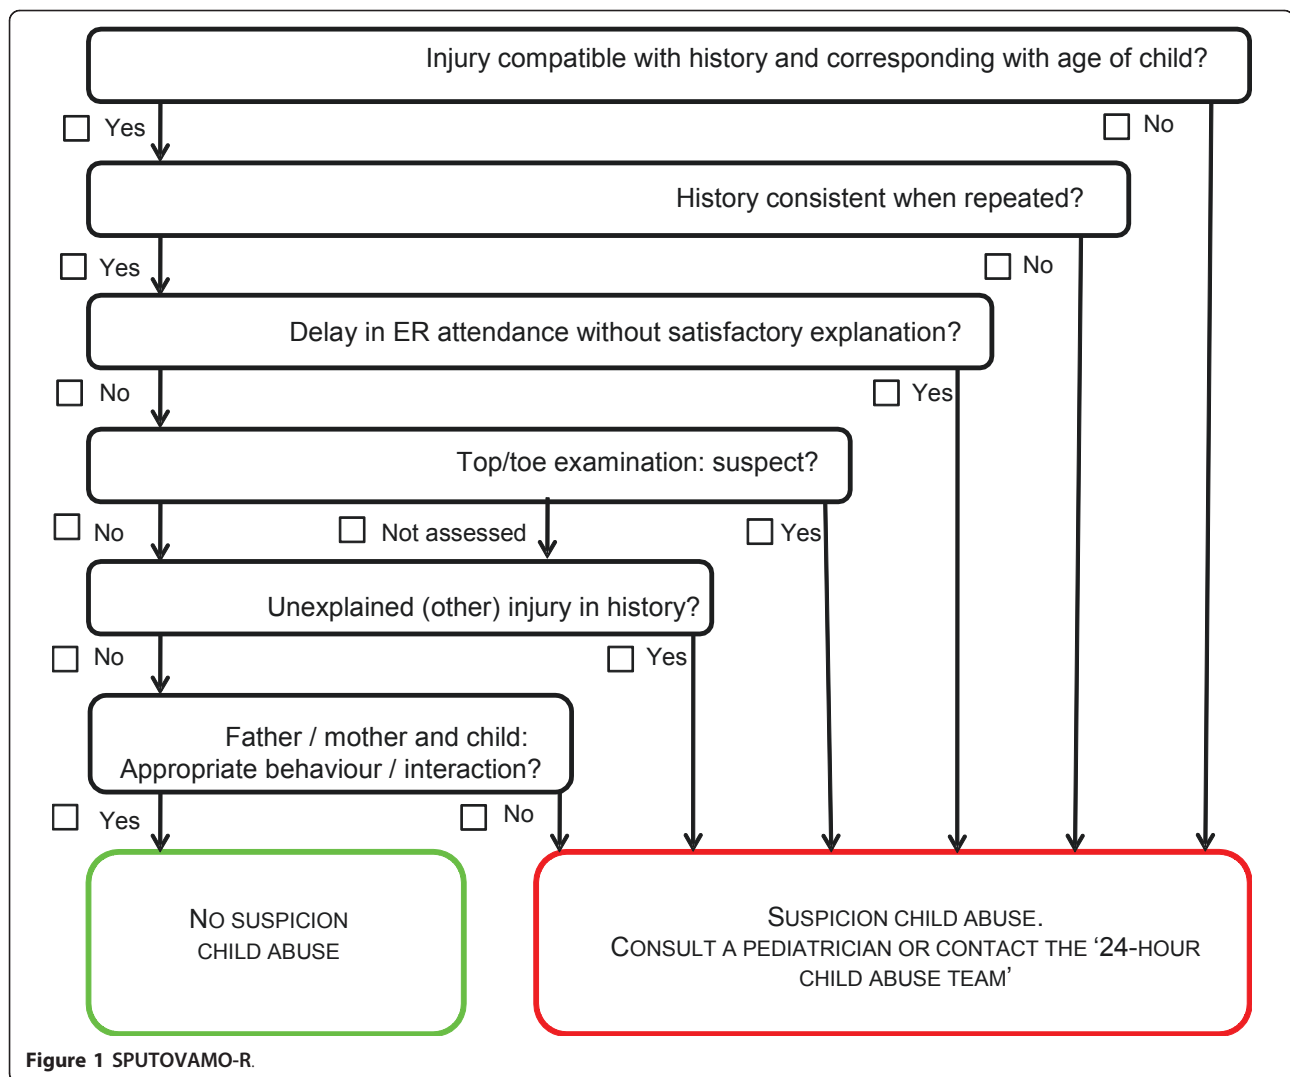 Injury compatible with history and corresponding with age of child?
Yes
No
History consistent when repeated?
Yes
No
Delay in ER attendance without satisfactory explanation?
No
Yes
Top/toe examination: suspect?
No
Not assessed
Yes
Unexplained (other) injury in history?
No
Yes
Father / mother and child:
Appropriate behaviour / interaction?
Yes
No
NO SUSPICION
CHILD ABUSE
SUSPICION CHILD ABUSE.
CONSULT A PEDIATRICIAN OR CONTACT THE ‘24-HOUR
CHILD ABUSE TEAM’
Figure 1 SPUTOVAMO-R.